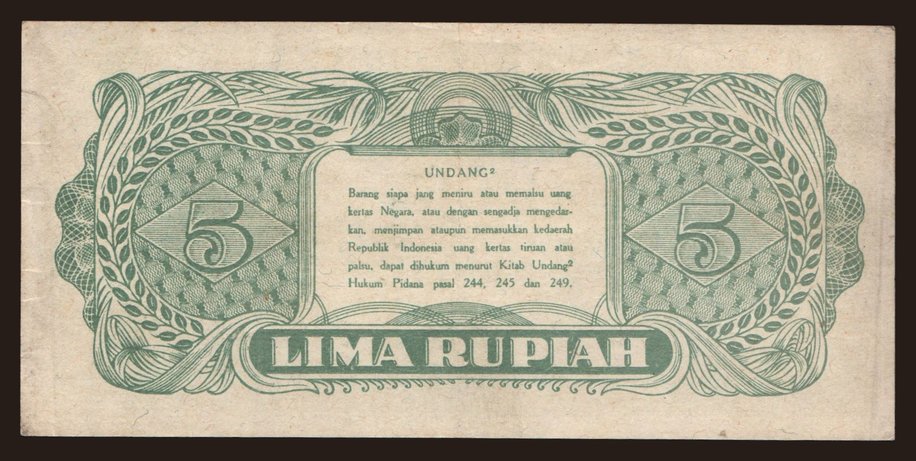 UNDANG²
Barang siapa jang meniru atau memalsu uang
kertas Negara, atau dengan sengadja mengedar-
kan, menjimpan ataupun memasukkan kedaerah
Republik Indonesia uang kertas tiruan atau
palsu, dapat dihukum menurut Kitab Undang²
Hukum Pidana pasal 244, 245 dan 249.
5 5
LIMA RUPIAH